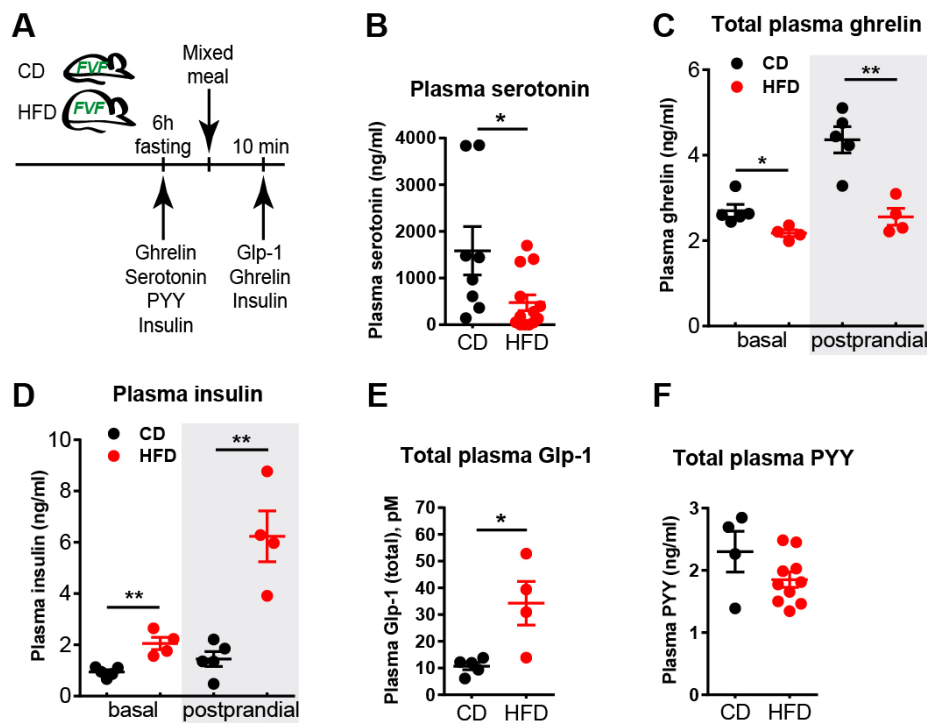 A
CD
FVF
HFD
FVF
Mixed
meal
6h
fasting
10 min
Ghrelin
Serotonin
PYY
Insulin
Glp-1
Ghrelin
Insulin
B
Plasma serotonin
*
Plasma serotonin (ng/ml)
4000
3000
2000
1000
0
CD HFD
C
Total plasma ghrelin
CD
HFD
**
*
Plasma ghrelin (ng/ml)
6
4
2
0
basal postprandial
D
Plasma insulin
CD
HFD
**
**
Plasma insulin (ng/ml)
10
8
6
4
2
0
basal postprandial
E
Total plasma Glp-1
*
Plasma Glp-1 (total), pM
70
60
50
40
30
20
10
0
CD HFD
F
Total plasma PYY
Plasma PYY (ng/ml)
3
2
1
0
CD HFD